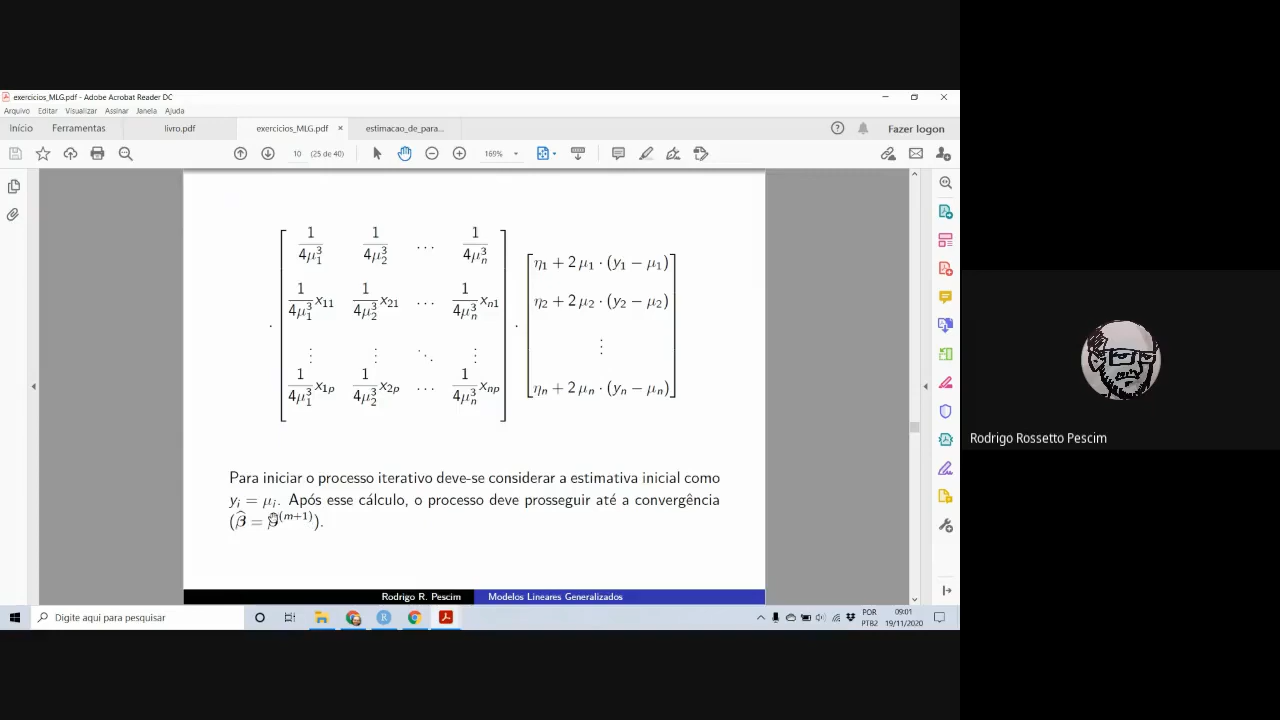 exercicios_MLG.pdf - Adobe Acrobat Reader DC
Arquivo Editar Visualizar Assinar Janela Ajuda
Início Ferramentas livro.pdf exercicios_MLG.pdf × estimacao_de_para... Fazer logon
10 (25 de 40) 169%
1/4μ₁³ 1/4μ₂³ ⋯ 1/4μₙ³
η₁ + 2 μ₁ · (y₁ − μ₁)
1/4μ₁³ x₁₁ 1/4μ₂³ x₂₁ ⋯ 1/4μₙ³ xₙ₁
η₂ + 2 μ₂ · (y₂ − μ₂)
· ⋮ ⋮ ⋱ ⋮ · ⋮
1/4μ₁³ x₁ₚ 1/4μ₂³ x₂ₚ ⋯ 1/4μₙ³ xₙₚ
ηₙ + 2 μₙ · (yₙ − μₙ)
Para iniciar o processo iterativo deve-se considerar a estimativa inicial como
yᵢ = μᵢ. Após esse cálculo, o processo deve prosseguir até a convergência
(β̂ = β⁽ᵐ⁺¹⁾).
Rodrigo R. Pescim Modelos Lineares Generalizados
Rodrigo Rossetto Pescim
Digite aqui para pesquisar
POR 09:01
PTB2 19/11/2020